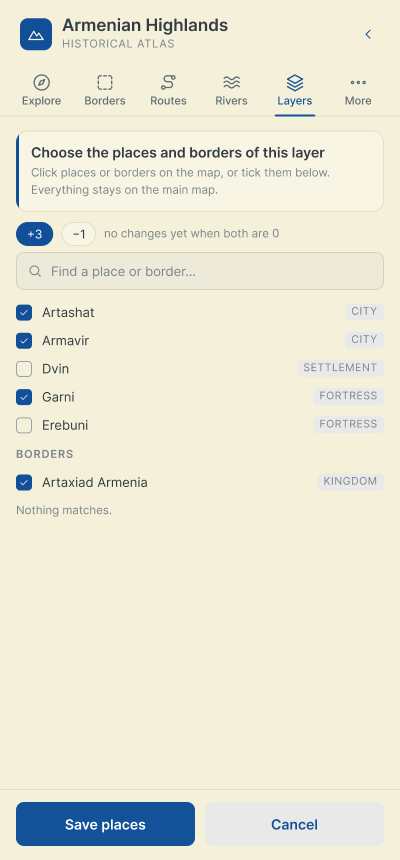 Armenian Highlands
HISTORICAL ATLAS
Explore Borders Routes Rivers Layers More
Choose the places and borders of this layer
Click places or borders on the map, or tick them below.
Everything stays on the main map.
+3 −1 no changes yet when both are 0
Find a place or border...
Artashat CITY
Armavir CITY
Dvin SETTLEMENT
Garni FORTRESS
Erebuni FORTRESS
BORDERS
Artaxiad Armenia KINGDOM
Nothing matches.
Save places Cancel